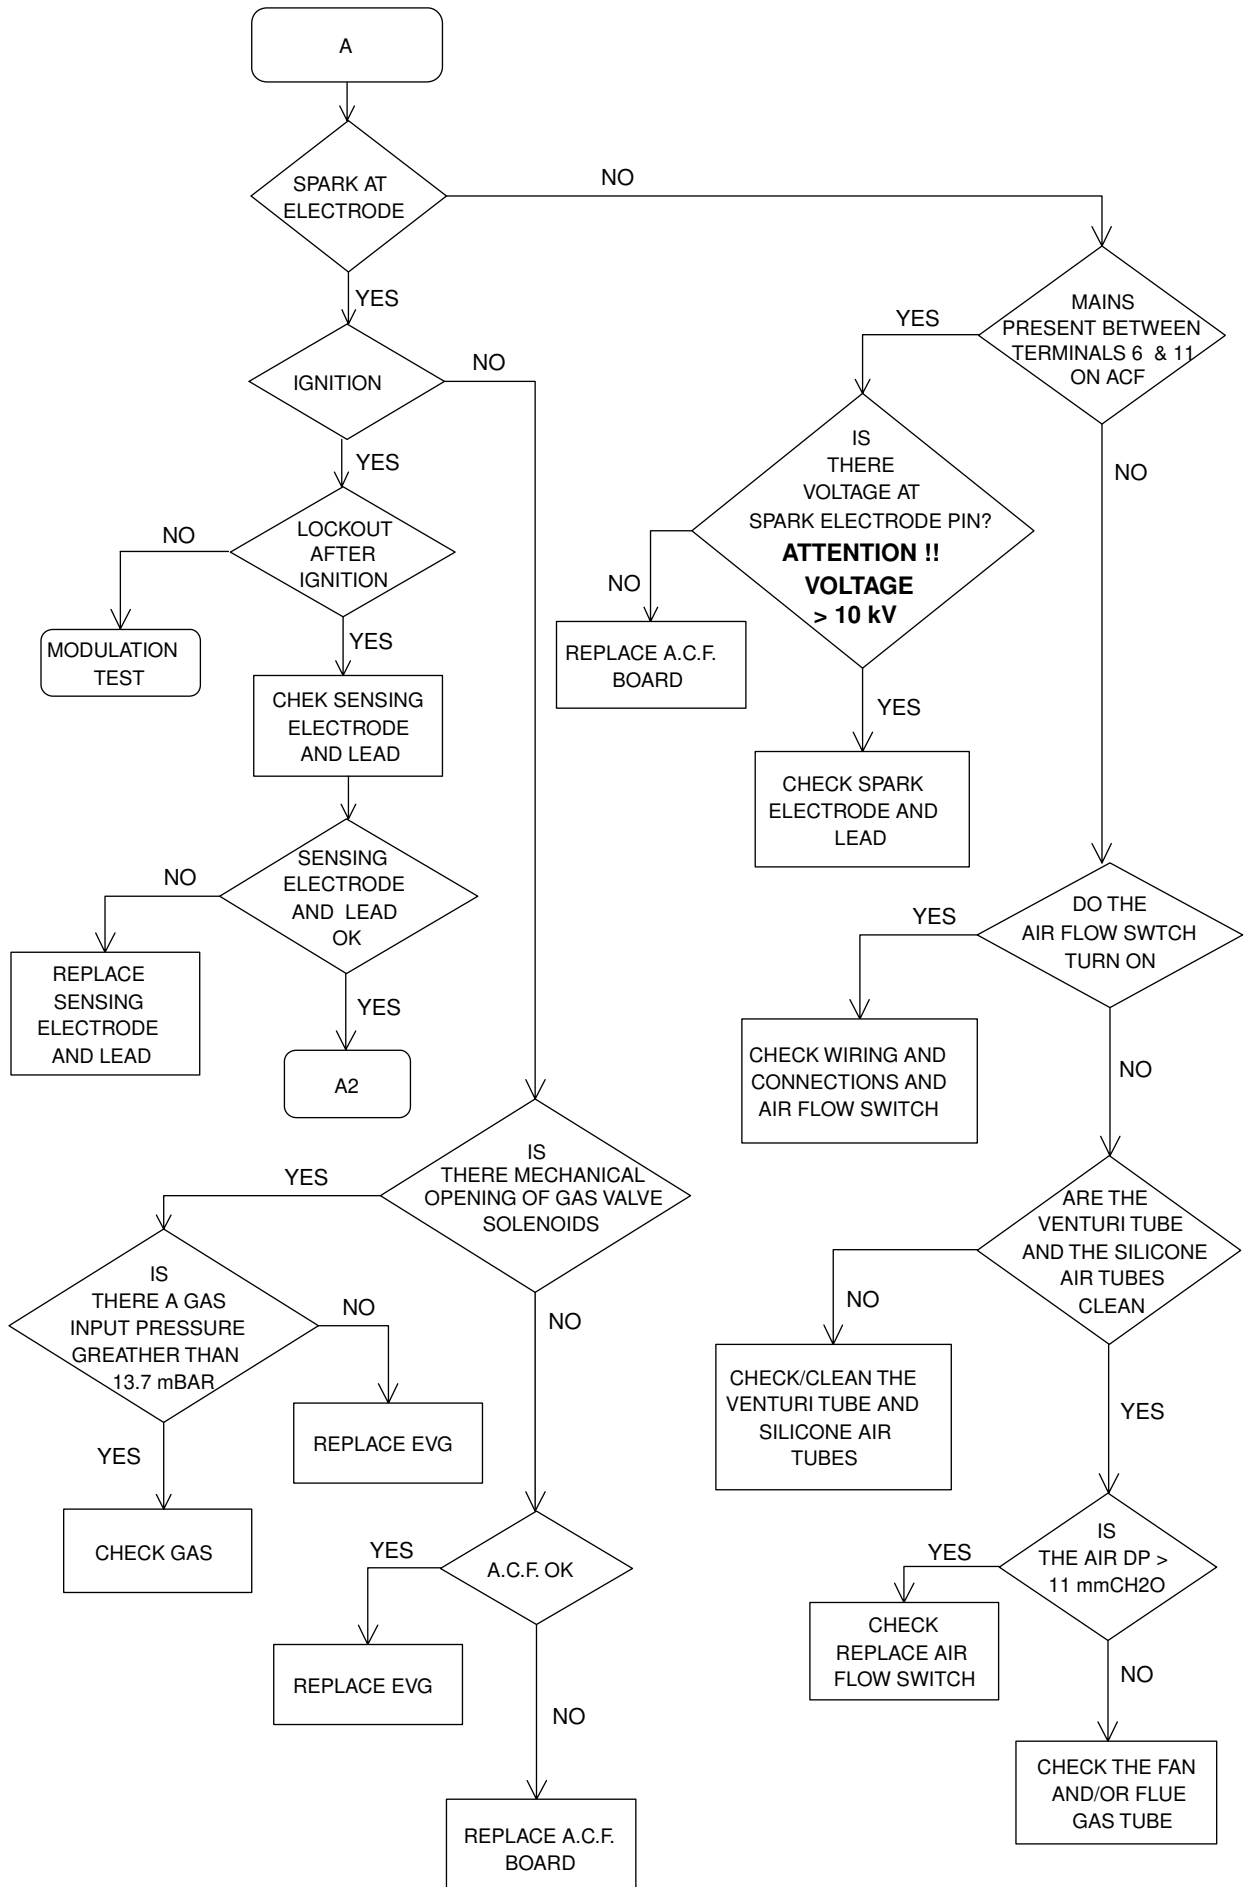 A
SPARK AT
ELECTRODE
NO
YES
MAINS
PRESENT BETWEEN
TERMINALS 6 & 11
ON ACF
YES
NO
IGNITION
NO
YES
IS
THERE
VOLTAGE AT
SPARK ELECTRODE PIN?
ATTENTION !!
VOLTAGE
> 10 kV
NO
REPLACE A.C.F.
BOARD
YES
CHECK SPARK
ELECTRODE AND
LEAD
LOCKOUT
AFTER
IGNITION
NO
MODULATION
TEST
YES
CHEK SENSING
ELECTRODE
AND LEAD
SENSING
ELECTRODE
AND LEAD
OK
NO
REPLACE
SENSING
ELECTRODE
AND LEAD
YES
A2
DO THE
AIR FLOW SWTCH
TURN ON
YES
CHECK WIRING AND
CONNECTIONS AND
AIR FLOW SWITCH
NO
IS
THERE MECHANICAL
OPENING OF GAS VALVE
SOLENOIDS
YES
NO
IS
THERE A GAS
INPUT PRESSURE
GREATHER THAN
13.7 mBAR
NO
REPLACE EVG
YES
CHECK GAS
ARE THE
VENTURI TUBE
AND THE SILICONE
AIR TUBES
CLEAN
NO
CHECK/CLEAN THE
VENTURI TUBE AND
SILICONE AIR
TUBES
YES
A.C.F. OK
YES
REPLACE EVG
NO
REPLACE A.C.F.
BOARD
IS
THE AIR DP >
11 mmCH2O
YES
CHECK
REPLACE AIR
FLOW SWITCH
NO
CHECK THE FAN
AND/OR FLUE
GAS TUBE